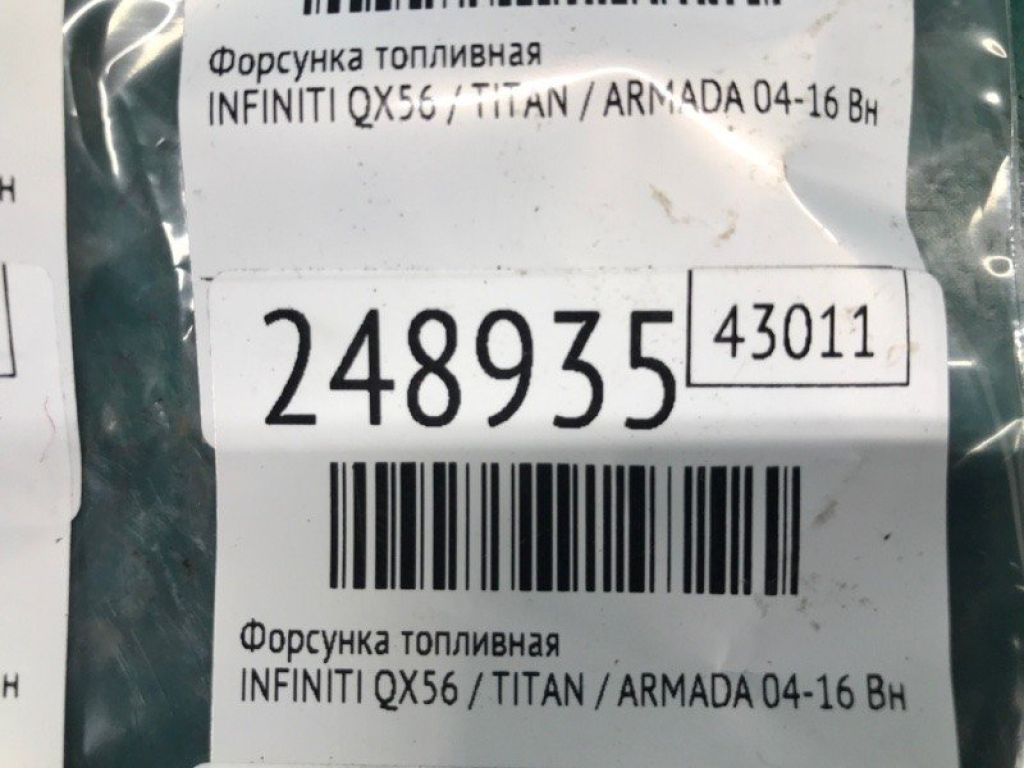 Форсунка топливная
INFINITI QX56 / TITAN / ARMADA 04-16 Вн
248935
43011
Форсунка топливная
INFINITI QX56 / TITAN / ARMADA 04-16 Вн
н
н